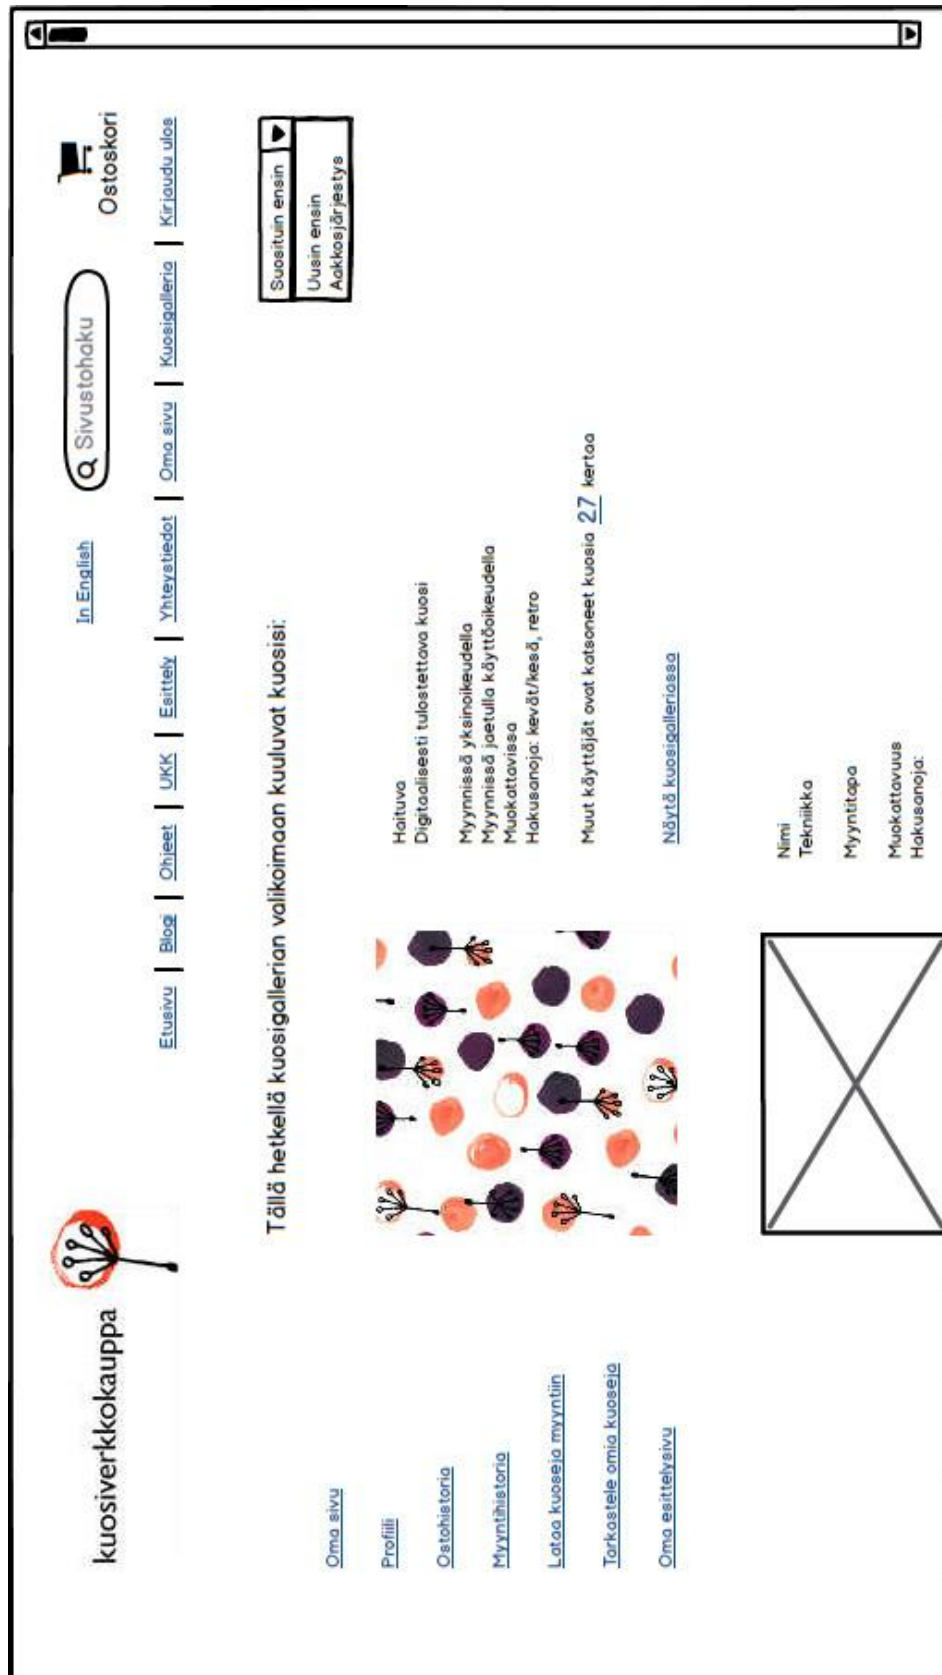 kuosiverkkokauppa
In English
Sivustohaku
Ostoskori
Etusivu | Blogi | Ohjeet | UKK | Esittely | Yhteystiedot | Oma sivu | Kuosigalleria | Kirjaudu ulos
Tällä hetkellä kuosigallerian valikoimaan kuuluvat kuosisi:
Suosituin ensin
Uusin ensin
Aakkosjärjestys
Oma sivu
Profiili
Ostohistoria
Myyntihistoria
Lataa kuoseja myyntiin
Tarkastele omia kuoseja
Oma esittelysivu
Haituva
Digitaalisesti tulostettava kuosi
Myynnissä yksinoikeudella
Myynnissä jaetulla käyttöoikeudella
Muokattavissa
Hakusanoja: kevät/kesä, retro
Muut käyttäjät ovat katsoneet kuosia 27 kertaa
Näytä kuosigalleriassa
Nimi
Tekniikka
Myyntitapa
Muokattavuus
Hakusanoja: